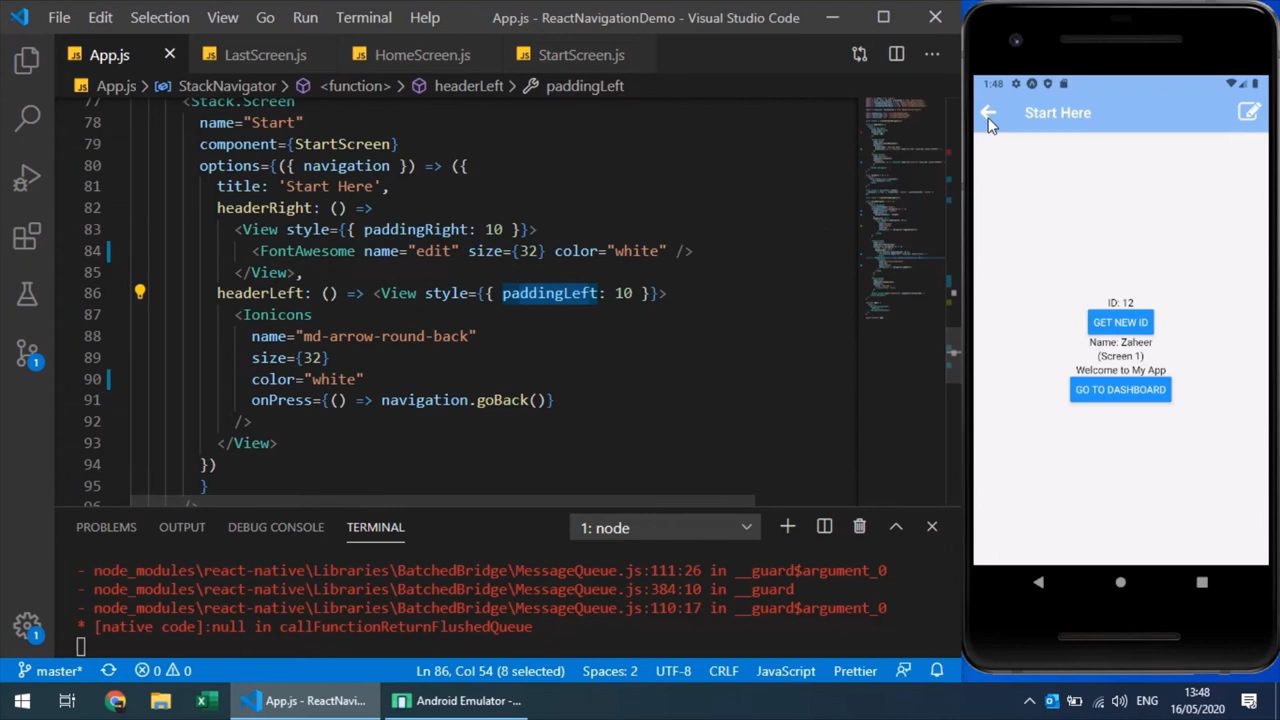 File Edit Selection View Go Run Terminal Help App.js - ReactNavigationDemo - Visual Studio Code
JS App.js JS LastScreen.js JS HomeScreen.js JS StartScreen.js
JS App.js StackNavigator <function> headerLeft paddingLeft
77 <Stack.Screen
78 name="Start"
79 component={startScreen}
80 options={({ navigation }) => ({
81 title: 'Start Here',
82 headerRight: () =>
83 <View style={{ paddingRight: 10 }}>
84 <FontAwesome name="edit" size={32} color="white" />
85 </View>,
86 headerLeft: () => <View style={{ paddingLeft: 10 }}>
87 <Ionicons
88 name="md-arrow-round-back"
89 size={32}
90 color="white"
91 onPress={() => navigation.goBack()}
92 />
93 </View>
94 })
95 }
96 />
PROBLEMS OUTPUT DEBUG CONSOLE TERMINAL 1: node
- node_modules\react-native\Libraries\BatchedBridge\MessageQueue.js:111:26 in __guard$argument_0
- node_modules\react-native\Libraries\BatchedBridge\MessageQueue.js:384:10 in __guard
- node_modules\react-native\Libraries\BatchedBridge\MessageQueue.js:110:17 in __guard$argument_0
* [native code]:null in callFunctionReturnFlushedQueue
1
1
master* 0 0 Ln 86, Col 54 (8 selected) Spaces: 2 UTF-8 CRLF JavaScript Prettier
App.js - ReactNavi... Android Emulator -... ENG 13:48
16/05/2020
1:48
Start Here
ID: 12
GET NEW ID
Name: Zaheer
(Screen 1)
Welcome to My App
GO TO DASHBOARD